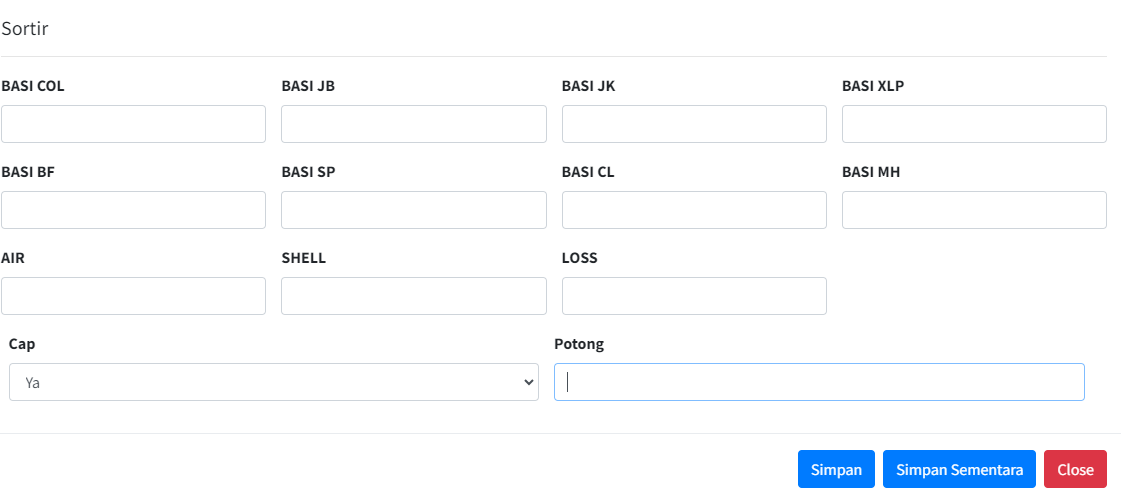 Sortir
BASI COL BASI JB BASI JK BASI XLP
BASI BF BASI SP BASI CL BASI MH
AIR SHELL LOSS
Cap Potong
Ya
Simpan Simpan Sementara Close